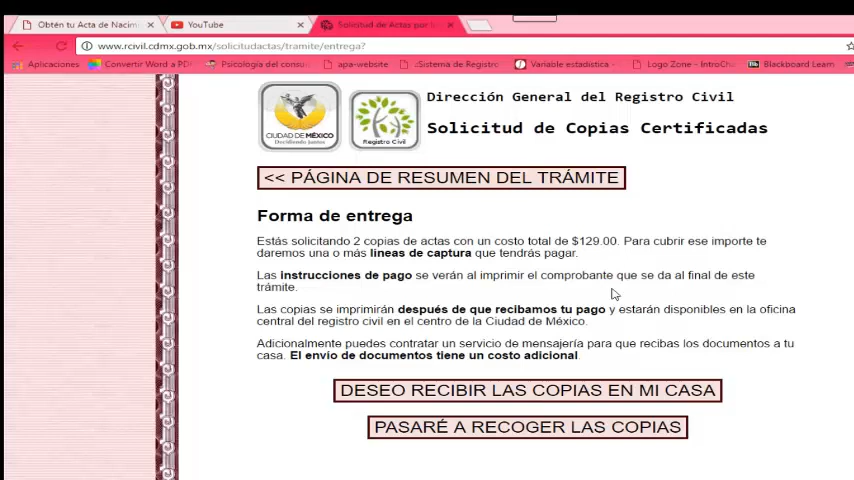 Obtén tu Acta de Nacim
YouTube
Solicitud de Actas por In
www.rcivil.cdmx.gob.mx/solicitudactas/tramite/entrega?
Aplicaciones
Convertir Word a PDF
Psicología del consu
apa-website
.:Sistema de Registro
Variable estadística -
Logo Zone - IntroCha
Blackboard Learn
CIUDAD DE MÉXICO
Decidiendo Juntos
Registro Civil
Dirección General del Registro Civil
Solicitud de Copias Certificadas
<< PÁGINA DE RESUMEN DEL TRÁMITE
Forma de entrega
Estás solicitando 2 copias de actas con un costo total de $129.00. Para cubrir ese importe te
daremos una o más lineas de captura que tendrás pagar.
Las instrucciones de pago se verán al imprimir el comprobante que se da al final de este
trámite.
Las copias se imprimirán después de que recibamos tu pago y estarán disponibles en la oficina
central del registro civil en el centro de la Ciudad de México.
Adicionalmente puedes contratar un servicio de mensajería para que recibas los documentos a tu
casa. El envío de documentos tiene un costo adicional.
DESEO RECIBIR LAS COPIAS EN MI CASA
PASARÉ A RECOGER LAS COPIAS